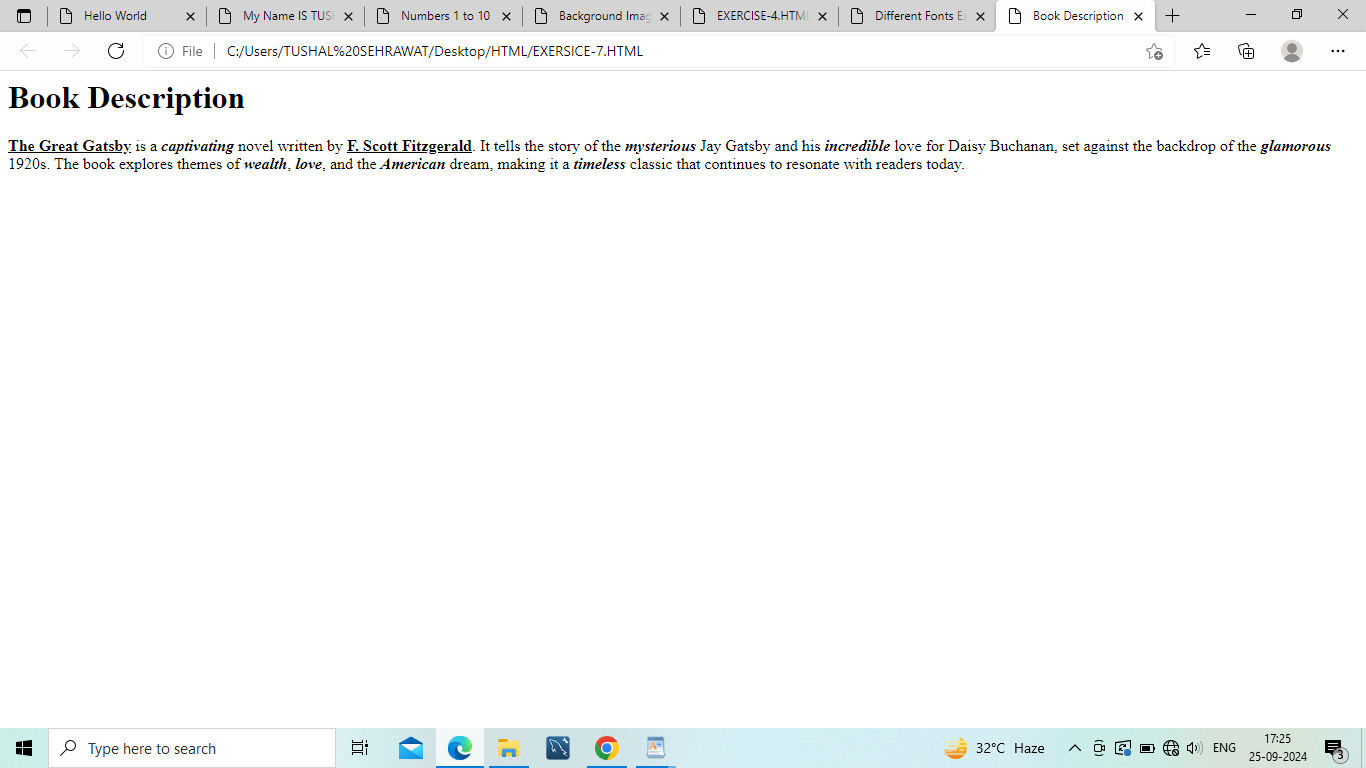 Hello World
My Name IS TUS
Numbers 1 to 10
Background Imag
EXERCISE-4.HTM
Different Fonts E
Book Description
File
C:/Users/TUSHAL%20SEHRAWAT/Desktop/HTML/EXERSICE-7.HTML
Book Description
The Great Gatsby is a captivating novel written by F. Scott Fitzgerald. It tells the story of the mysterious Jay Gatsby and his incredible love for Daisy Buchanan, set against the backdrop of the glamorous
1920s. The book explores themes of wealth, love, and the American dream, making it a timeless classic that continues to resonate with readers today.
Type here to search
32°C Haze
ENG
17:25
25-09-2024
3